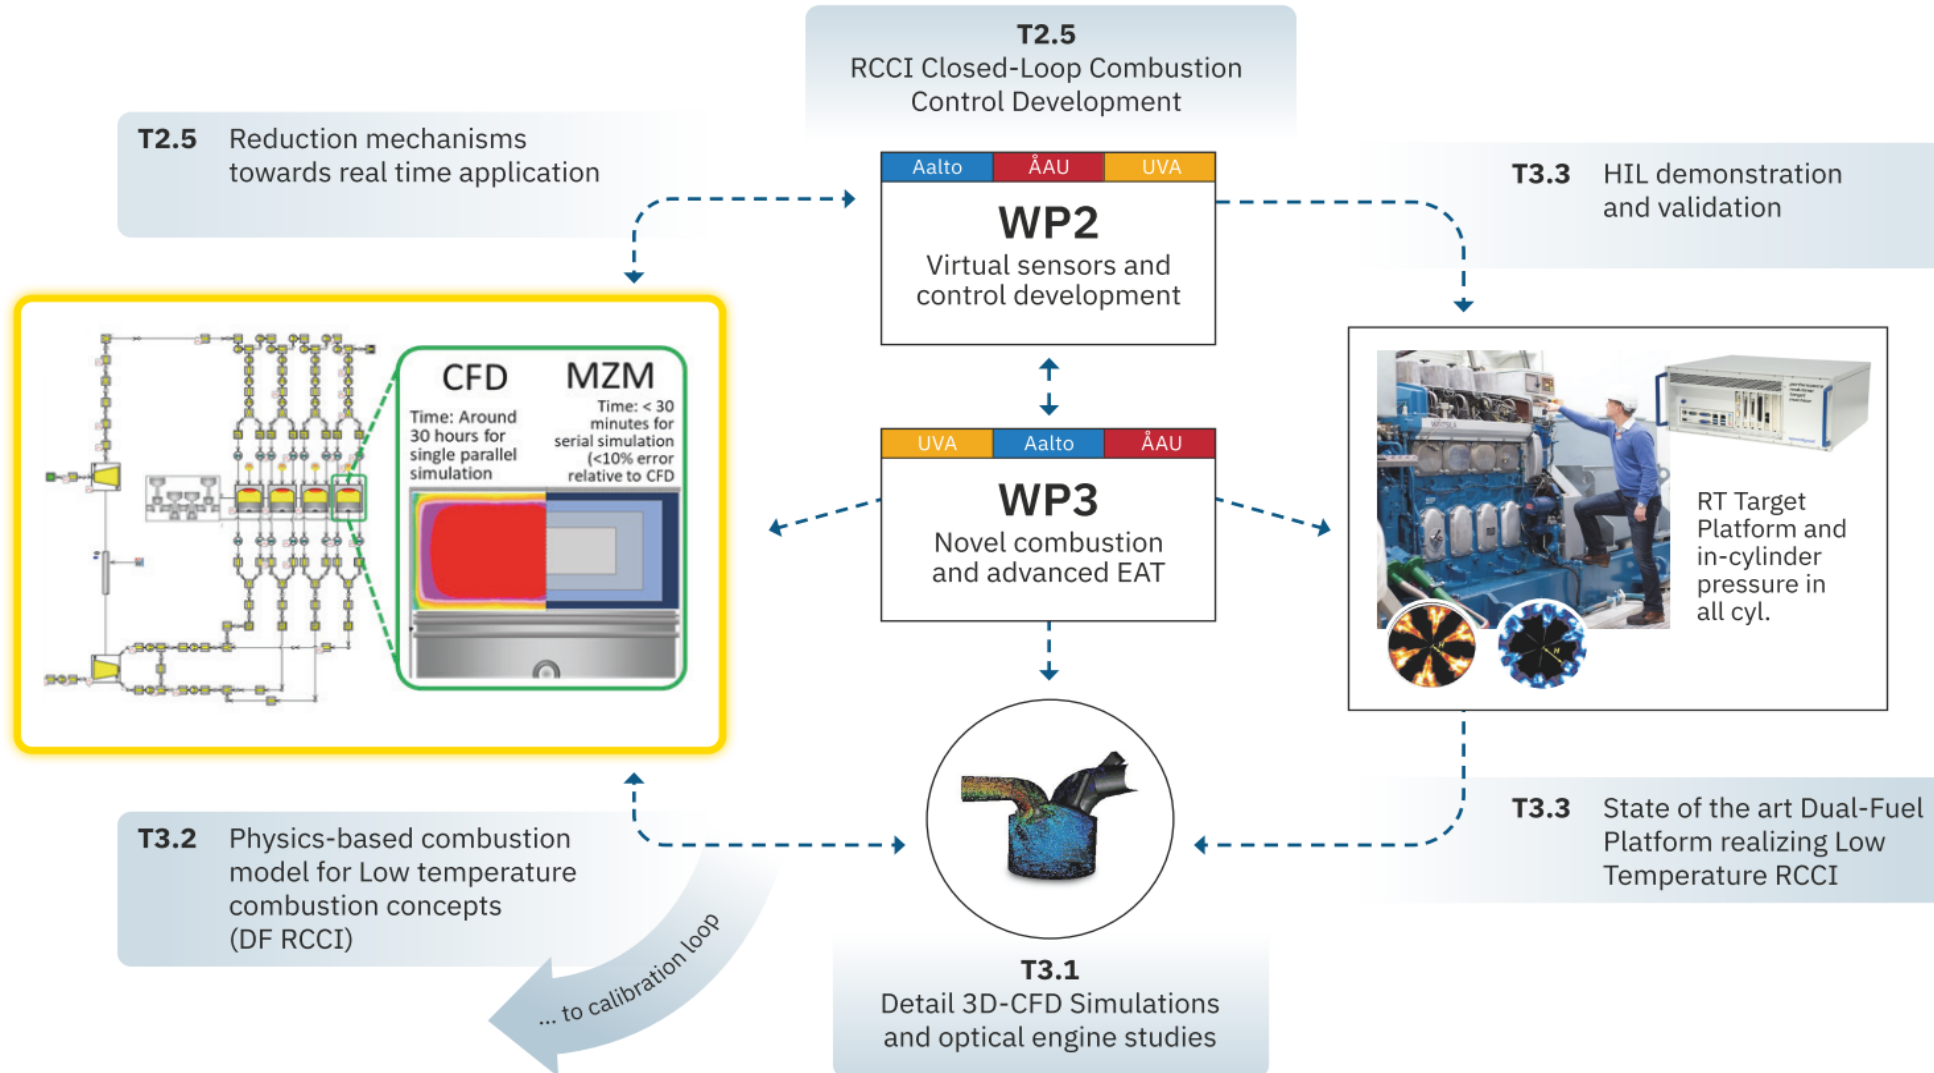 T2.5
RCCI Closed-Loop Combustion
Control Development
T2.5 Reduction mechanisms
towards real time application
Aalto ÅAU UVA
WP2
Virtual sensors and
control development
T3.3 HIL demonstration
and validation
CFD
Time: Around
30 hours for
single parallel
simulation
MZM
Time: < 30
minutes for
serial simulation
(<10% error
relative to CFD
UVA Aalto ÅAU
WP3
Novel combustion
and advanced EAT
RT Target
Platform and
in-cylinder
pressure in
all cyl.
H
H
T3.2 Physics-based combustion
model for Low temperature
combustion concepts
(DF RCCI)
... to calibration loop
T3.1
Detail 3D-CFD Simulations
and optical engine studies
T3.3 State of the art Dual-Fuel
Platform realizing Low
Temperature RCCI